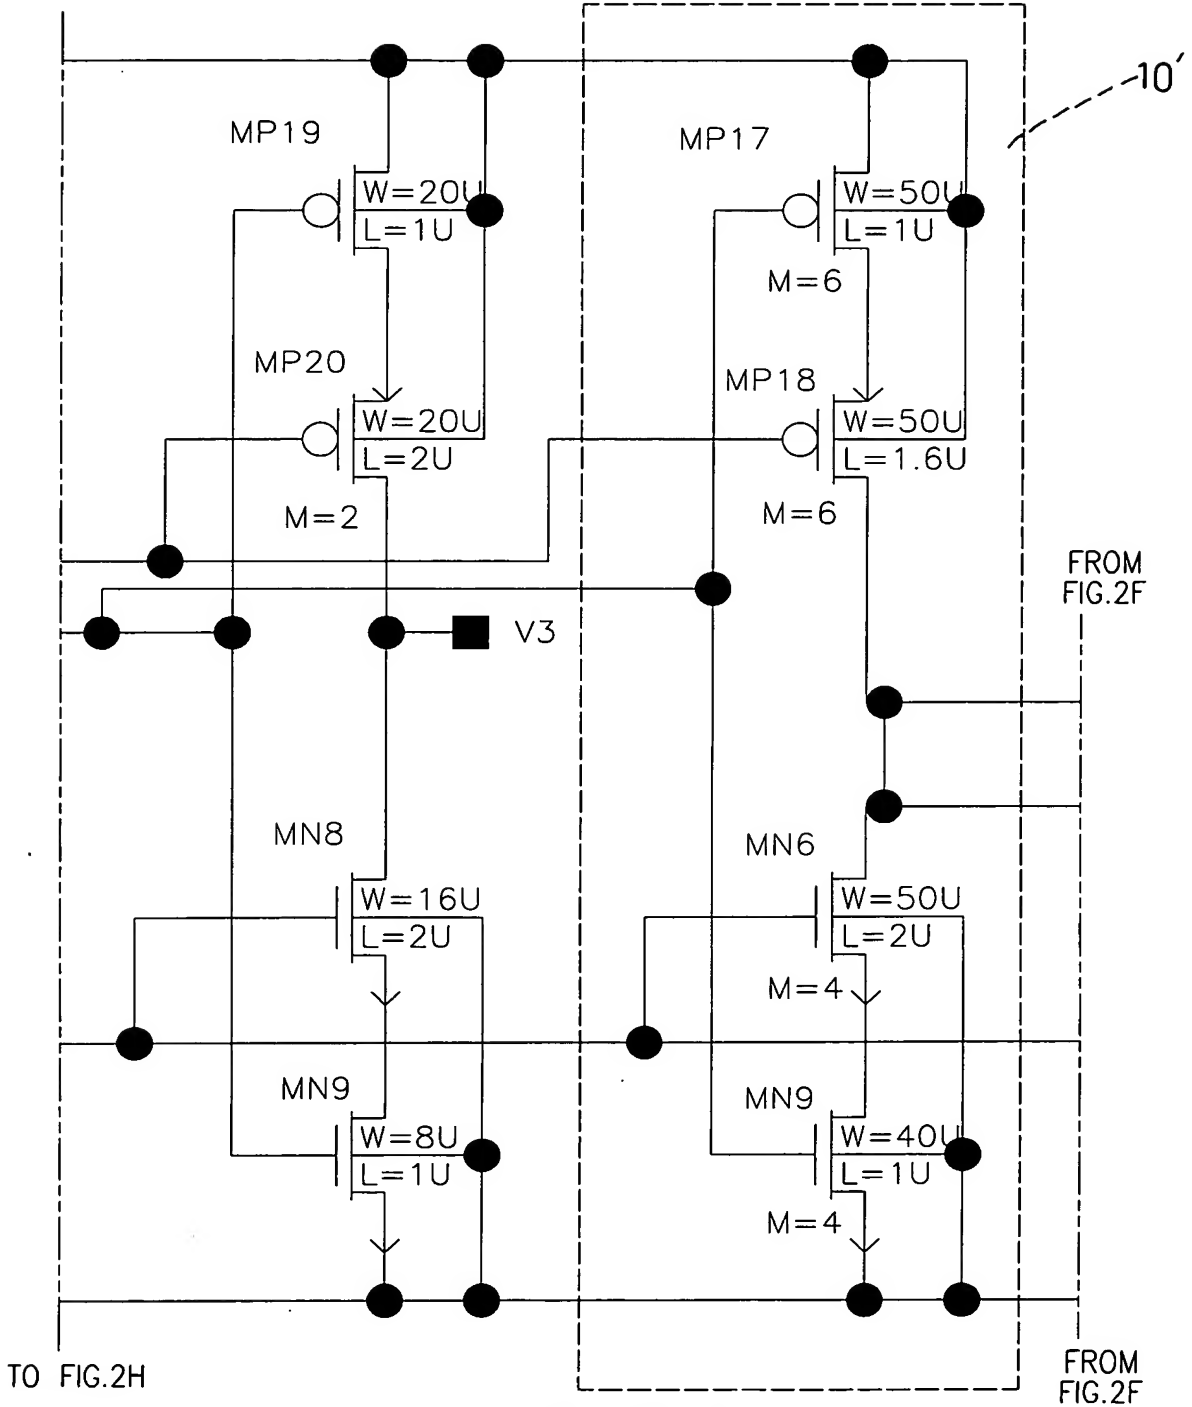 10'
MP19
W=20U
L=1U
MP17
W=50U
L=1U
M=6
MP20
W=20U
L=2U
M=2
MP18
W=50U
L=1.6U
M=6
FROM
FIG.2F
V3
MN8
W=16U
L=2U
MN6
W=50U
L=2U
M=4
MN9
W=8U
L=1U
MN9
W=40U
L=1U
M=4
TO FIG.2H
FROM
FIG.2F